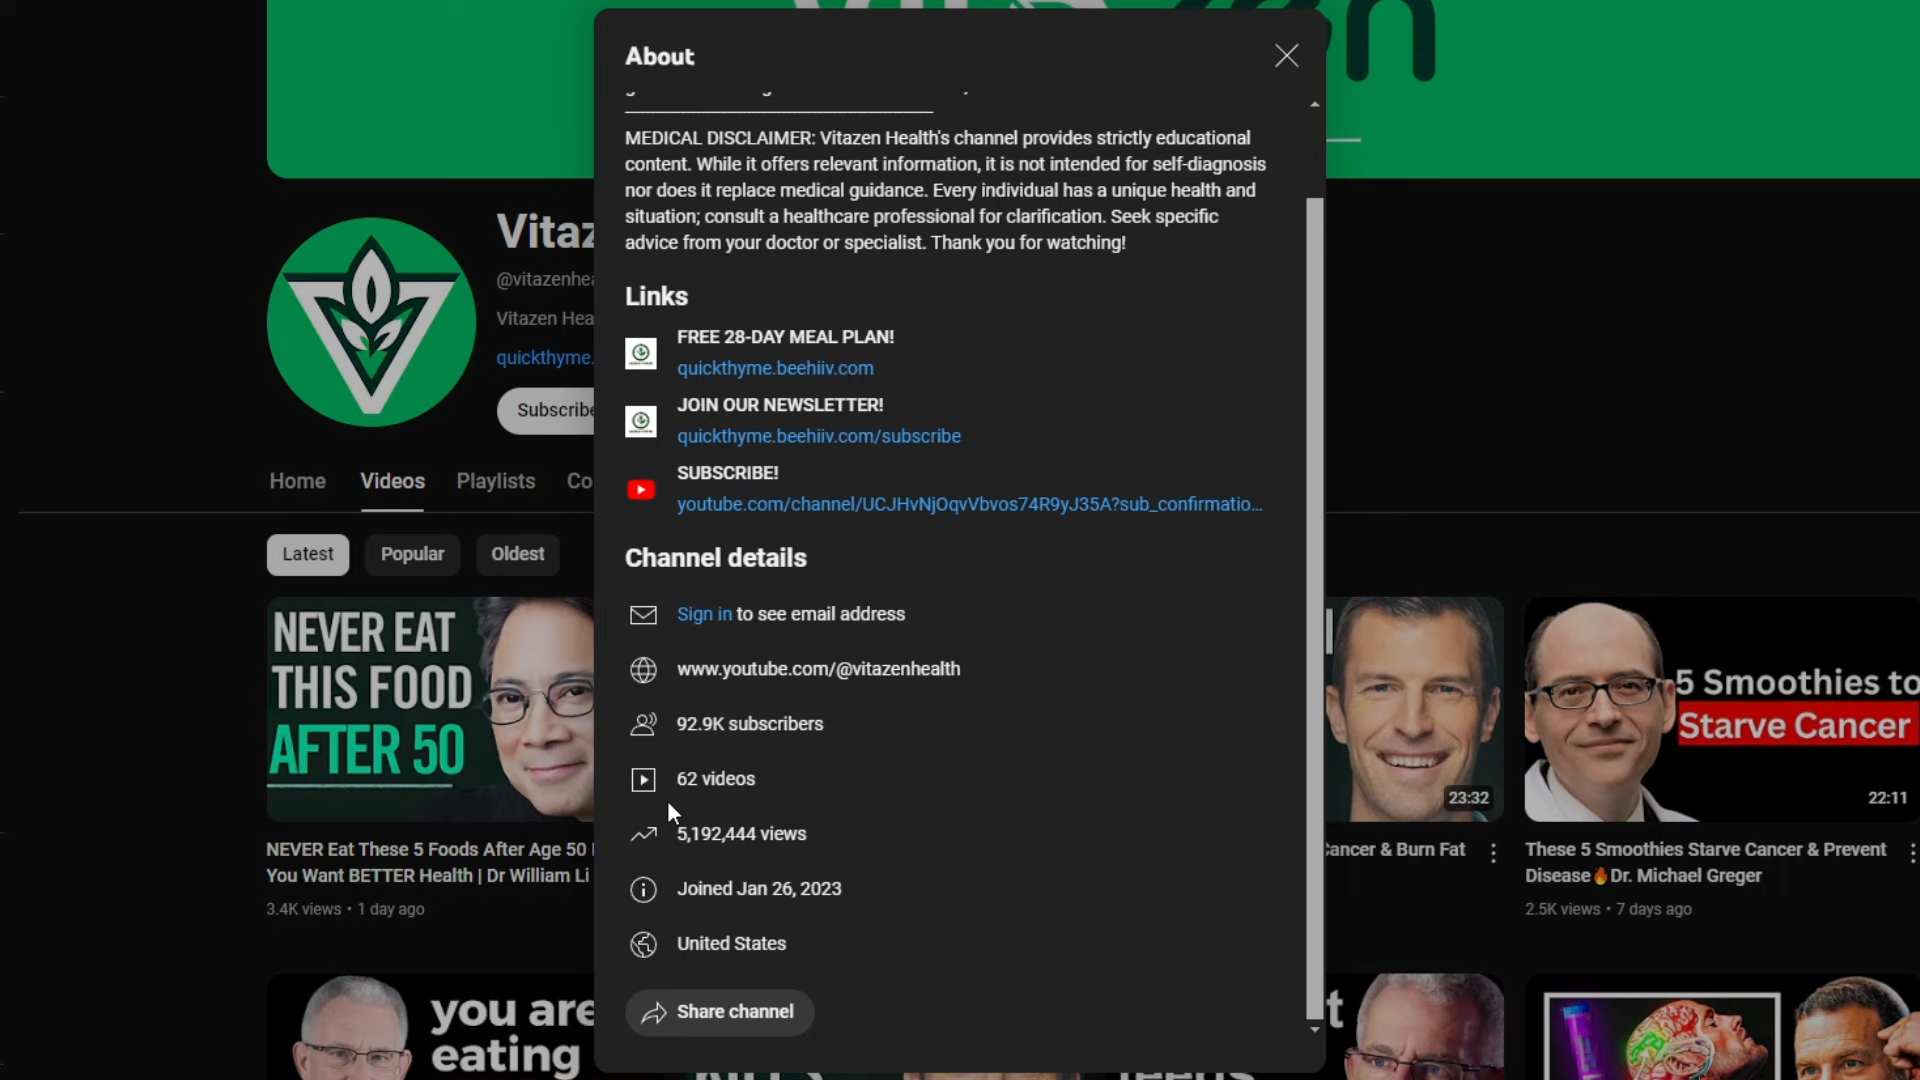 About
MEDICAL DISCLAIMER: Vitazen Health's channel provides strictly educational
content. While it offers relevant information, it is not intended for self-diagnosis
nor does it replace medical guidance. Every individual has a unique health and
situation; consult a healthcare professional for clarification. Seek specific
advice from your doctor or specialist. Thank you for watching!
Links
FREE 28-DAY MEAL PLAN!
quickthyme.beehiiv.com
JOIN OUR NEWSLETTER!
quickthyme.beehiiv.com/subscribe
SUBSCRIBE!
youtube.com/channel/UCJHvNjOqvVbvos74R9yJ35A?sub_confirmatio...
Channel details
Sign in to see email address
www.youtube.com/@vitazenhealth
92.9K subscribers
62 videos
5,192,444 views
Joined Jan 26, 2023
United States
Share channel
Vitaz
@vitazenhea
Vitazen Hea
quickthyme.
Subscribe
Home Videos Playlists Co
Latest Popular Oldest
NEVER EAT
THIS FOOD
AFTER 50
NEVER Eat These 5 Foods After Age 50
You Want BETTER Health | Dr William Li
3.4K views • 1 day ago
23:32
Cancer & Burn Fat
5 Smoothies to
Starve Cancer
22:11
These 5 Smoothies Starve Cancer & Prevent
Disease🔥Dr. Michael Greger
2.5K views • 7 days ago
you are
eating